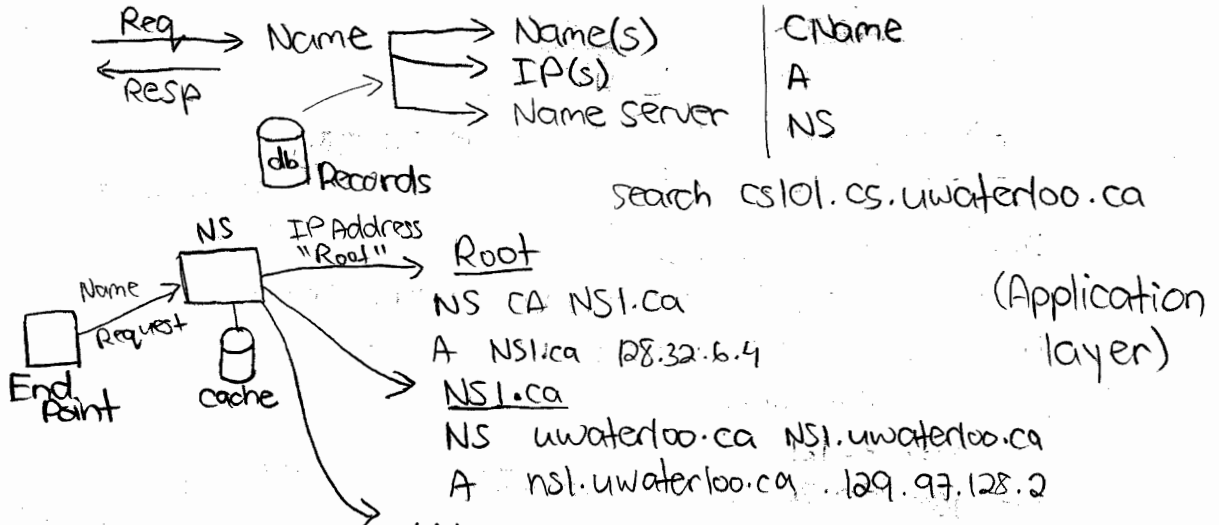 Req
Resp
Name
Name(s)
IP(s)
Name server
CName
A
NS
db
Records
search cs101.cs.uwaterloo.ca
NS
IP Address
"Root"
Root
Name
Request
NS CA NS1.ca
A NS1.ca 128.32.6.4
(Application
layer)
End Point
cache
NS1.ca
NS uwaterloo.ca NS1.uwaterloo.ca
A ns1.uwaterloo.ca 129.97.128.2